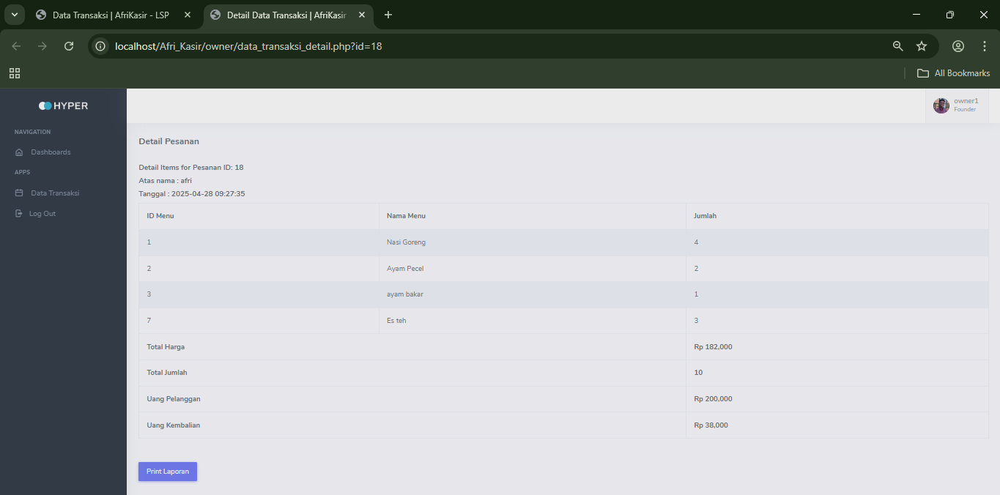 Data Transaksi | AfriKasir - LSP
Detail Data Transaksi | AfriKasir
localhost/Afri_Kasir/owner/data_transaksi_detail.php?id=18
All Bookmarks
HYPER
owner1
Founder
NAVIGATION
Dashboards
APPS
Data Transaksi
Log Out
Detail Pesanan
Detail Items for Pesanan ID: 18
Atas nama : afri
Tanggal : 2025-04-28 09:27:35
ID Menu Nama Menu Jumlah
1 Nasi Goreng 4
2 Ayam Pecel 2
3 ayam bakar 1
7 Es teh 3
Total Harga Rp 182,000
Total Jumlah 10
Uang Pelanggan Rp 200,000
Uang Kembalian Rp 38,000
Print Laporan